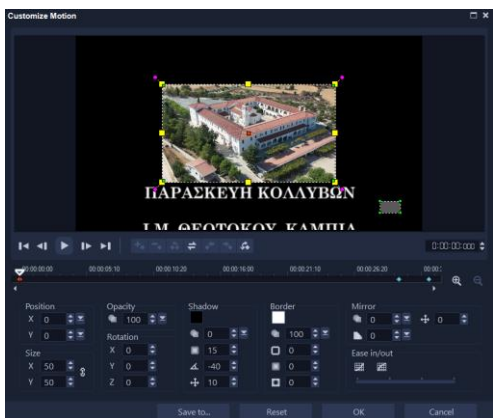 Customize Motion
ΠΑΡΑΣΚΕΥΗ ΚΟΛΛΥΒΩΝ
Ι.Μ. ΘΕΟΤΟΚΟΥ ΚΑΜΠΙΑ
0:00:00:000
00:00:00:00 00:00:05:10 00:00:10:20 00:00:16:00 00:00:21:10 00:00:26:20 00:00:
Position Opacity Shadow Border Mirror
X 0 100 0 0
Y 0 Rotation 0 100 0
Size X 0 15 0 Ease in/out
X 50 Y 0 -40 0
Y 50 Z 0 10 0
Save to... Reset OK Cancel